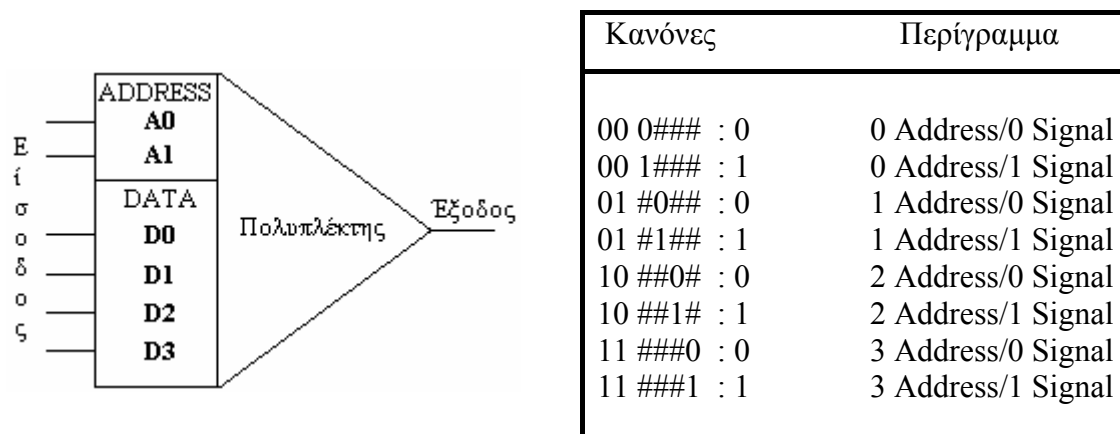 ADDRESS
A0
A1
DATA
D0
D1
D2
D3
Είσοδος
Πολυπλέκτης
Έξοδος
Κανόνες Περίγραμμα
00 0### : 0 0 Address/0 Signal
00 1### : 1 0 Address/1 Signal
01 #0## : 0 1 Address/0 Signal
01 #1## : 1 1 Address/1 Signal
10 ##0# : 0 2 Address/0 Signal
10 ##1# : 1 2 Address/1 Signal
11 ###0 : 0 3 Address/0 Signal
11 ###1 : 1 3 Address/1 Signal